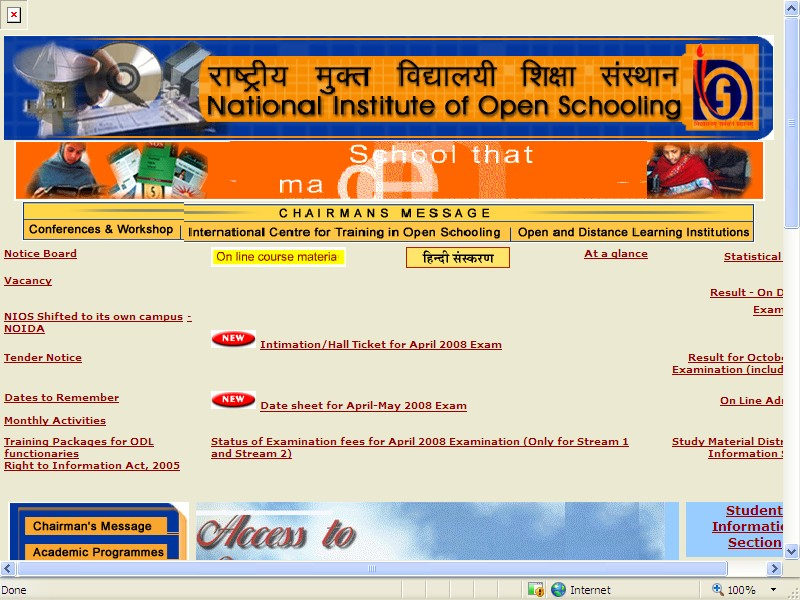 राष्ट्रीय मुक्त विद्यालयी शिक्षा संस्थान
National Institute of Open Schooling
School that
ma
CHAIRMANS MESSAGE
Conferences & Workshop | International Centre for Training in Open Schooling | Open and Distance Learning Institutions
Notice Board
On line course materia
हिन्दी संस्करण
At a glance
Statistical
Vacancy
Result - On D
Exam
NIOS Shifted to its own campus -
NOIDA
NEW
Intimation/Hall Ticket for April 2008 Exam
Tender Notice
Result for Octobe
Examination (includ
Dates to Remember
NEW
Date sheet for April-May 2008 Exam
On Line Ad
Monthly Activities
Training Packages for ODL
functionaries
Status of Examination fees for April 2008 Examination (Only for Stream 1
and Stream 2)
Study Material Dist
Information
Right to Information Act, 2005
Chairman's Message
Academic Programmes
Access to
Student
Informatio
Section
Done
Internet
100%